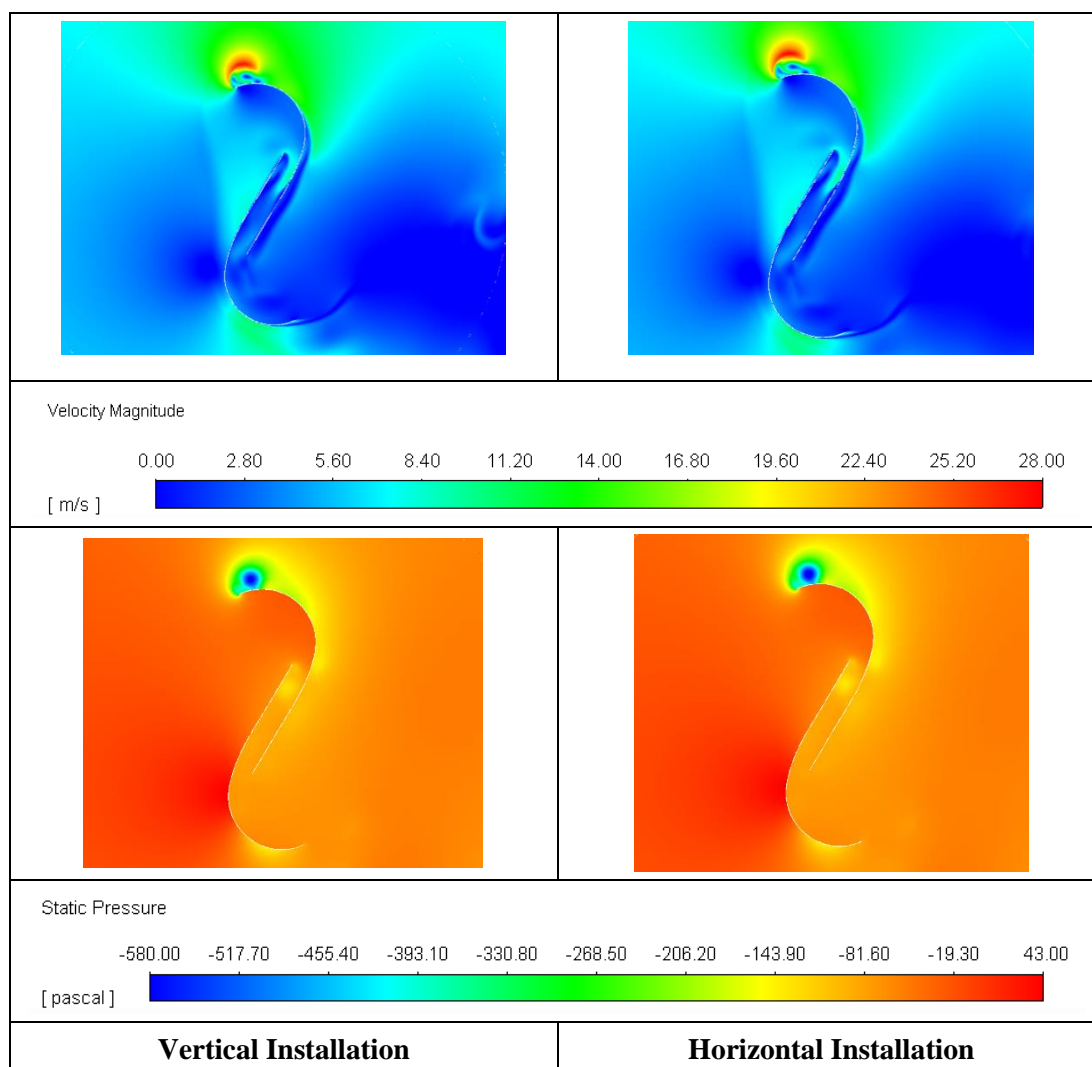 Velocity Magnitude
0.00 2.80 5.60 8.40 11.20 14.00 16.80 19.60 22.40 25.20 28.00
[ m/s ]
Static Pressure
-580.00 -517.70 -455.40 -393.10 -330.80 -268.50 -206.20 -143.90 -81.60 -19.30 43.00
[ pascal ]
Vertical Installation Horizontal Installation